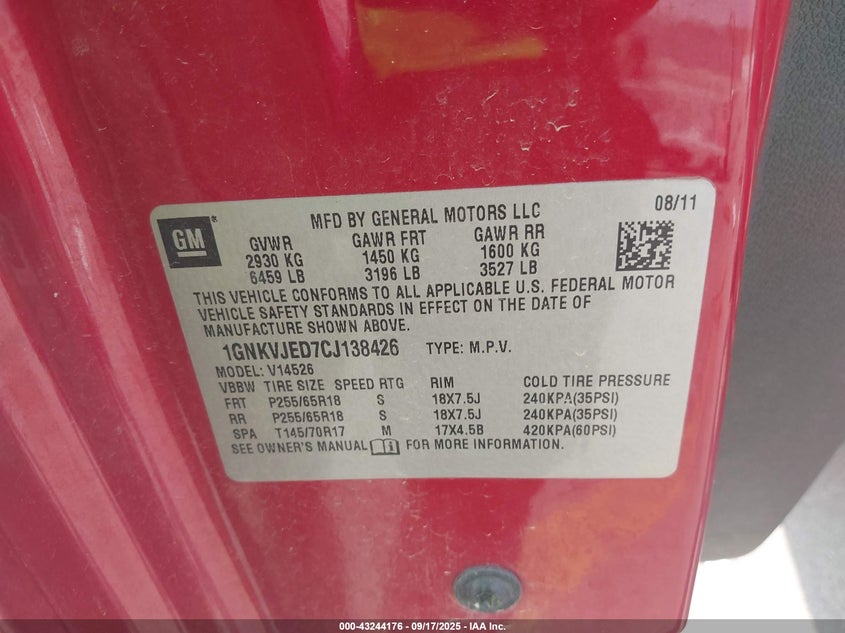 GM®
MFD BY GENERAL MOTORS LLC
08/11
GVWR GAWR FRT GAWR RR
2930 KG 1450 KG 1600 KG
6459 LB 3196 LB 3527 LB
THIS VEHICLE CONFORMS TO ALL APPLICABLE U.S. FEDERAL MOTOR
VEHICLE SAFETY STANDARDS IN EFFECT ON THE DATE OF
MANUFACTURE SHOWN ABOVE.
1GNKVJED7CJ138426 TYPE: M.P.V.
MODEL: V14526
VBBW TIRE SIZE SPEED RTG RIM COLD TIRE PRESSURE
FRT P255/65R18 S 18X7.5J 240KPA(35PSI)
RR P255/65R18 S 18X7.5J 240KPA(35PSI)
SPA T145/70R17 M 17X4.5B 420KPA(60PSI)
SEE OWNER'S MANUAL FOR MORE INFORMATION.
000-43244176 - 09/17/2025 - IAA Inc.